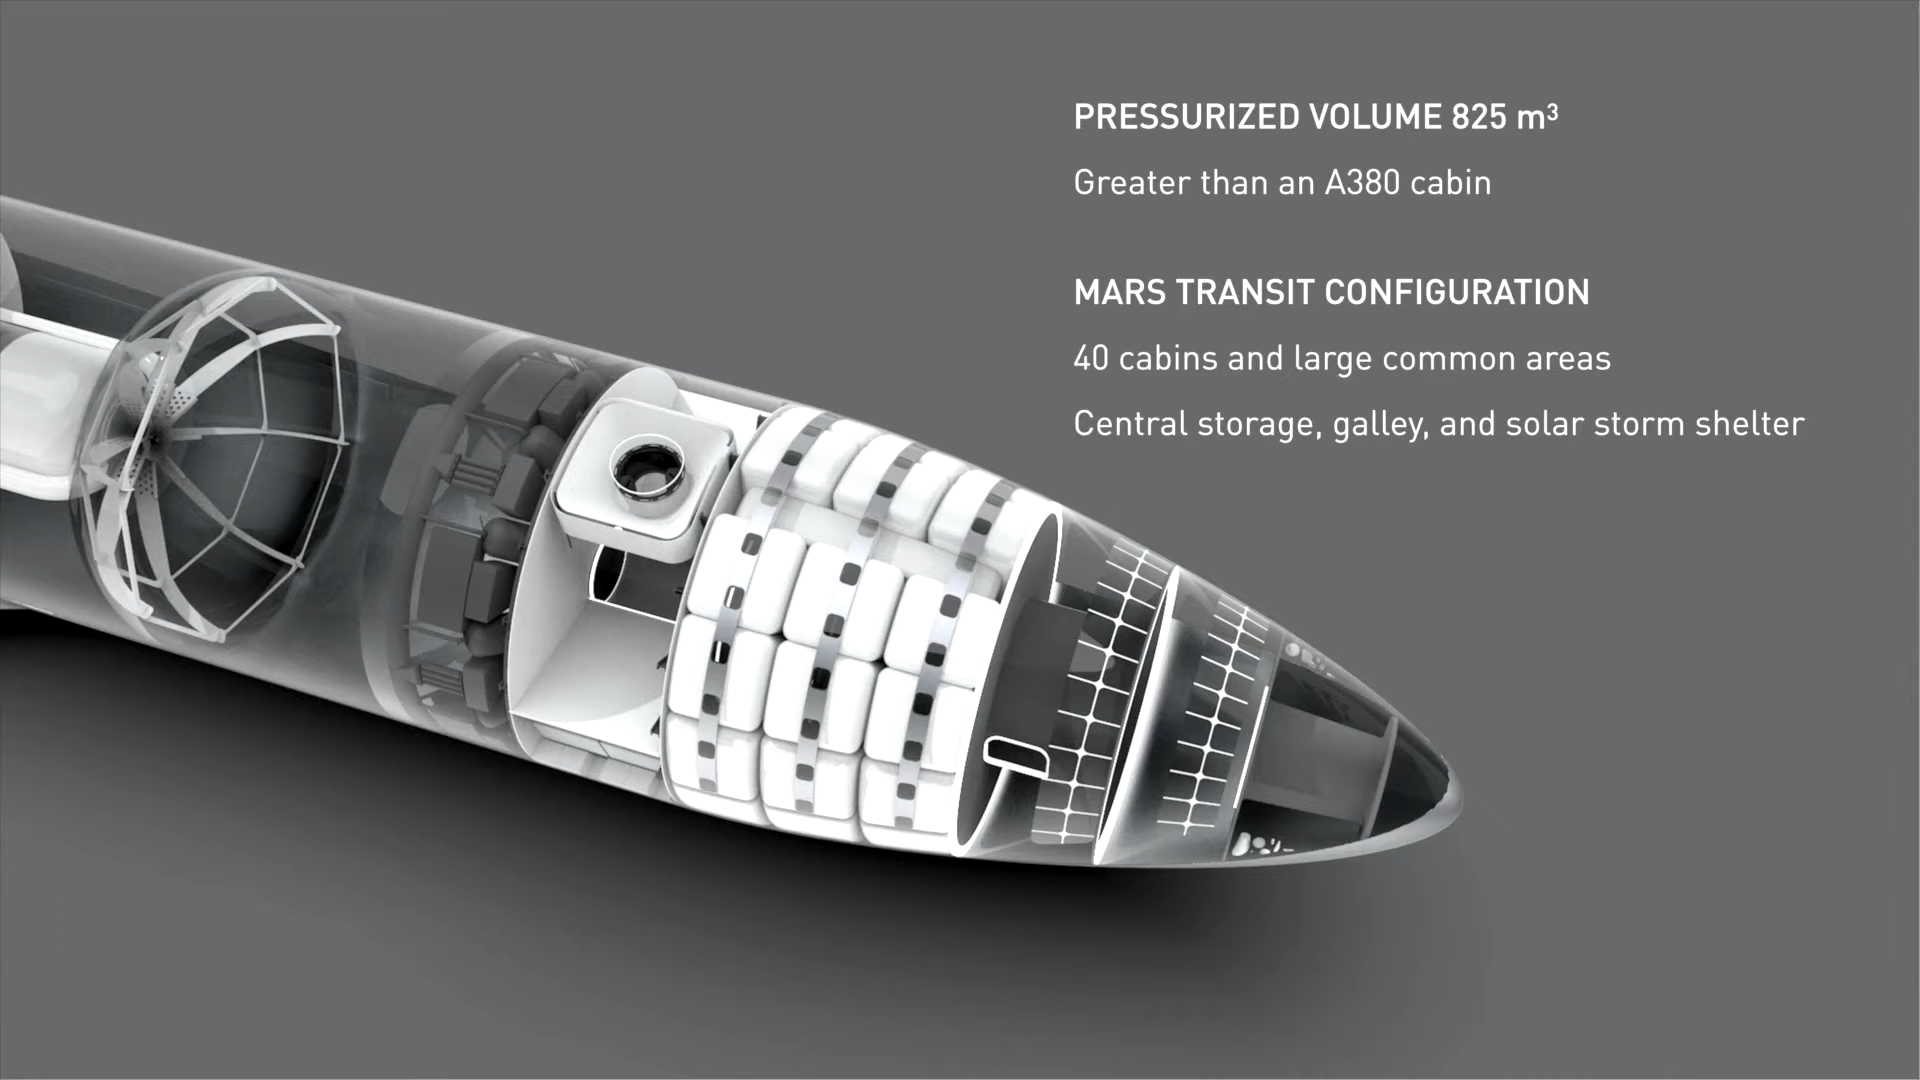 PRESSURIZED VOLUME 825 m³
Greater than an A380 cabin
MARS TRANSIT CONFIGURATION
40 cabins and large common areas
Central storage, galley, and solar storm shelter